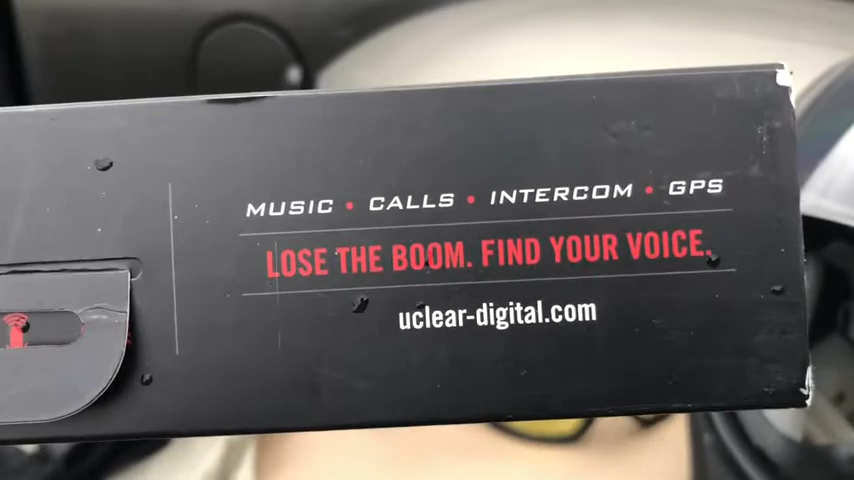 MUSIC • CALLS • INTERCOM • GPS
LOSE THE BOOM. FIND YOUR VOICE.
uclear-digital.com